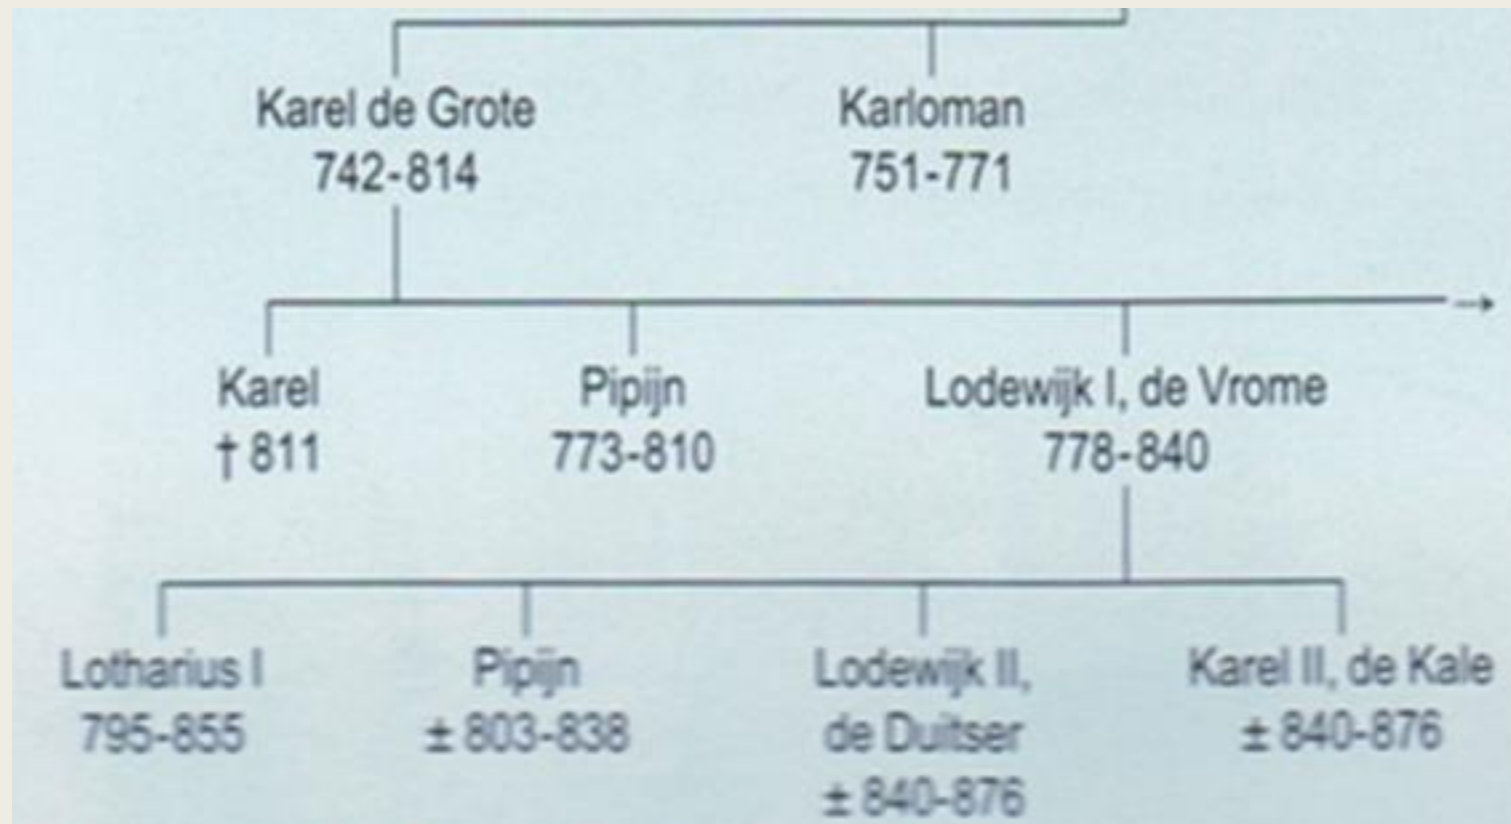 Karel de Grote
742-814
Karloman
751-771
Karel
† 811
Pipijn
773-810
Lodewijk I, de Vrome
778-840
Lotharius I
795-855
Pipijn
± 803-838
Lodewijk II,
de Duitser
± 840-876
Karel II, de Kale
± 840-876